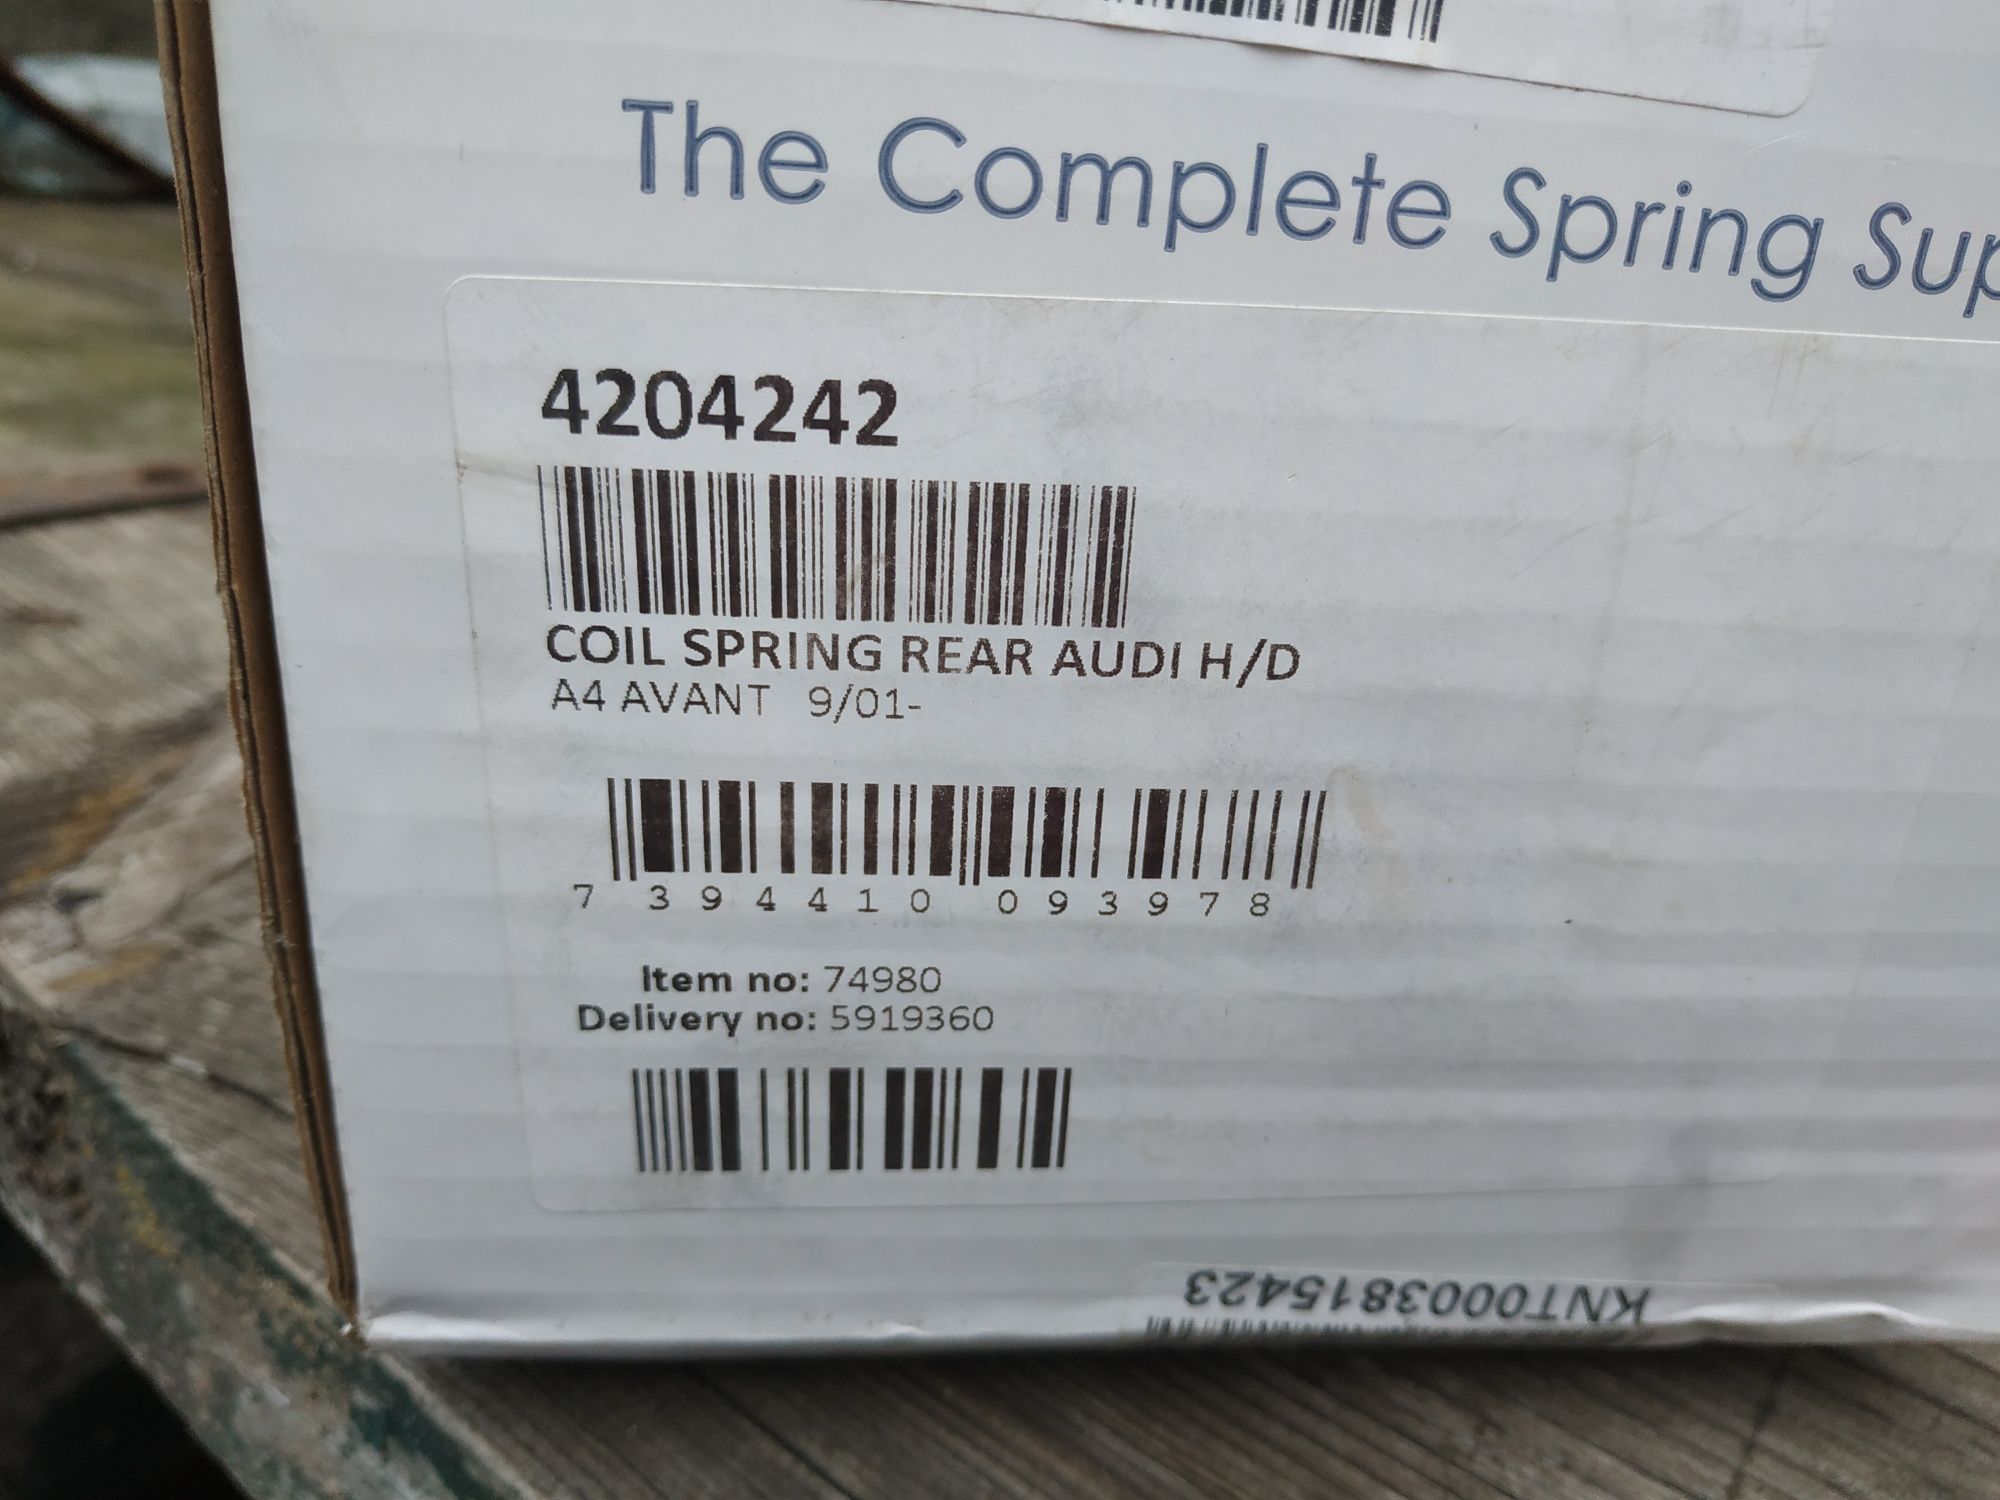 The Complete Spring Sup
4204242
COIL SPRING REAR AUDI H/D
A4 AVANT 9/01-
7 394410 093978
Item no: 74980
Delivery no: 5919360
KNT0003815423